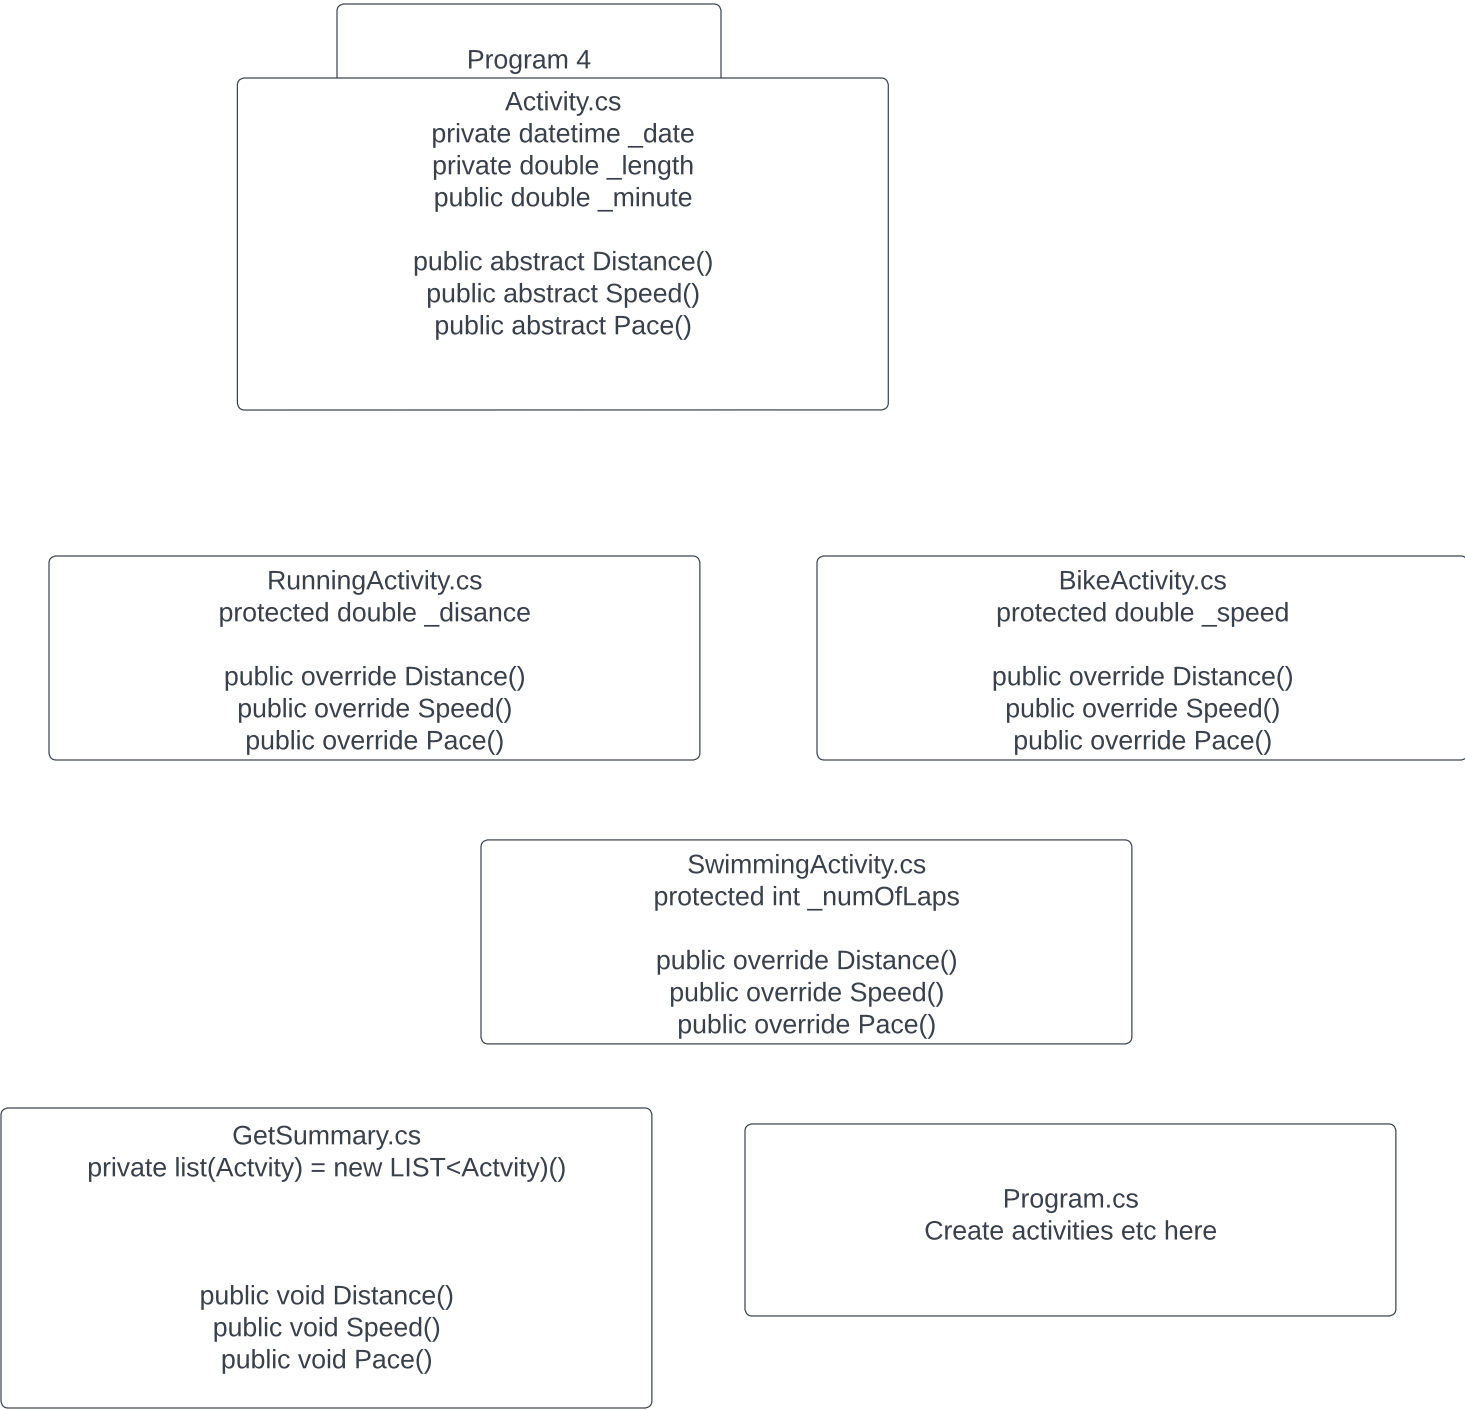 Program 4
Activity.cs
private datetime _date
private double _length
public double _minute
public abstract Distance()
public abstract Speed()
public abstract Pace()
RunningActivity.cs
protected double _disance
public override Distance()
public override Speed()
public override Pace()
BikeActivity.cs
protected double _speed
public override Distance()
public override Speed()
public override Pace()
SwimmingActivity.cs
protected int _numOfLaps
public override Distance()
public override Speed()
public override Pace()
GetSummary.cs
private list(Actvity) = new LIST<Actvity)()
public void Distance()
public void Speed()
public void Pace()
Program.cs
Create activities etc here